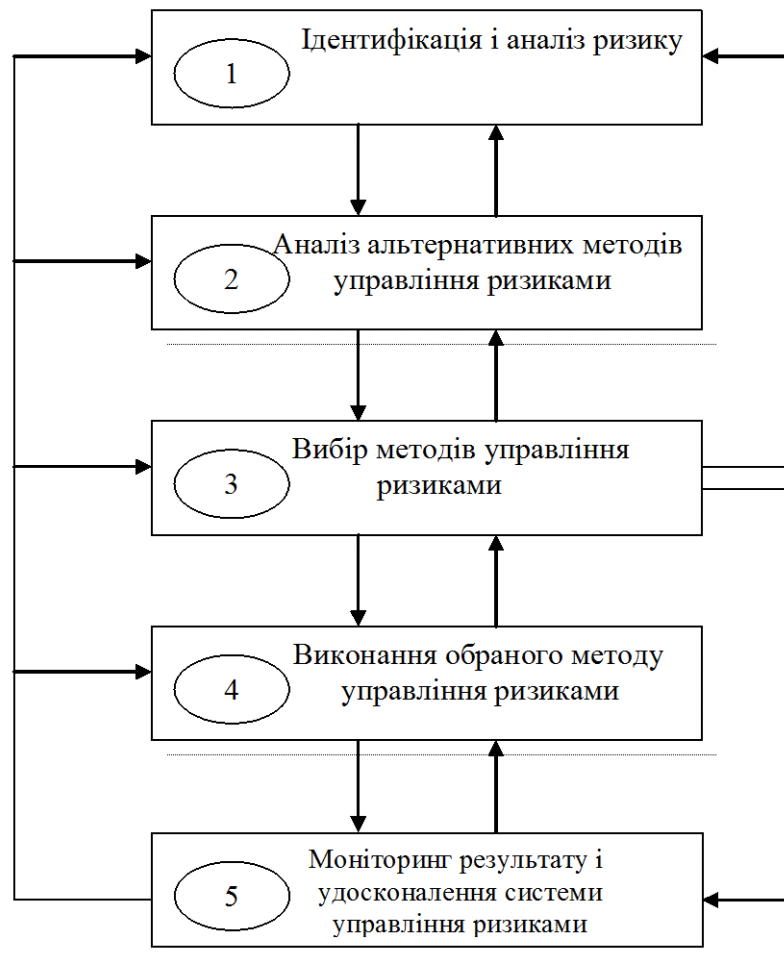 Ідентифікація і аналіз ризику
1
Аналіз альтернативних методів
управління ризиками
2
Вибір методів управління
ризиками
3
Виконання обраного методу
управління ризиками
4
Моніторинг результату і
удосконалення системи
управління ризиками
5